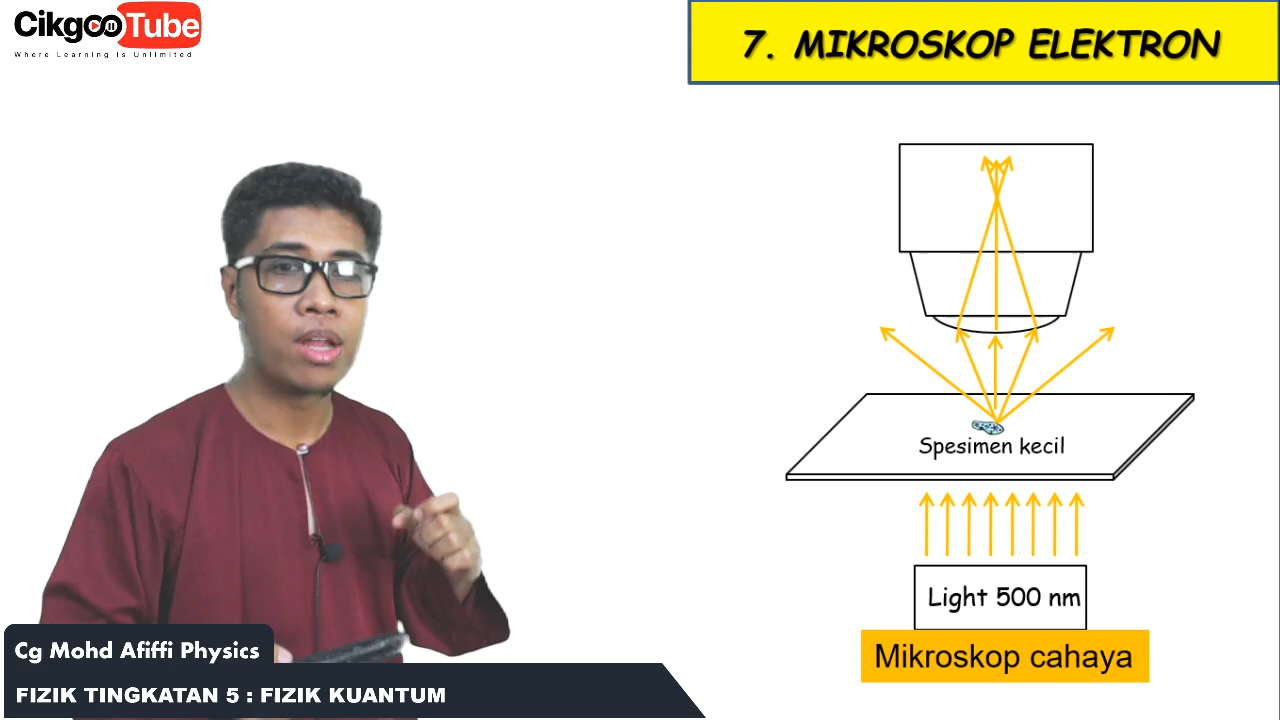 CikgooTube
Where Learning Is Unlimited
7. MIKROSKOP ELEKTRON
Spesimen kecil
Light 500 nm
Mikroskop cahaya
Cg Mohd Afiffi Physics
FIZIK TINGKATAN 5 : FIZIK KUANTUM